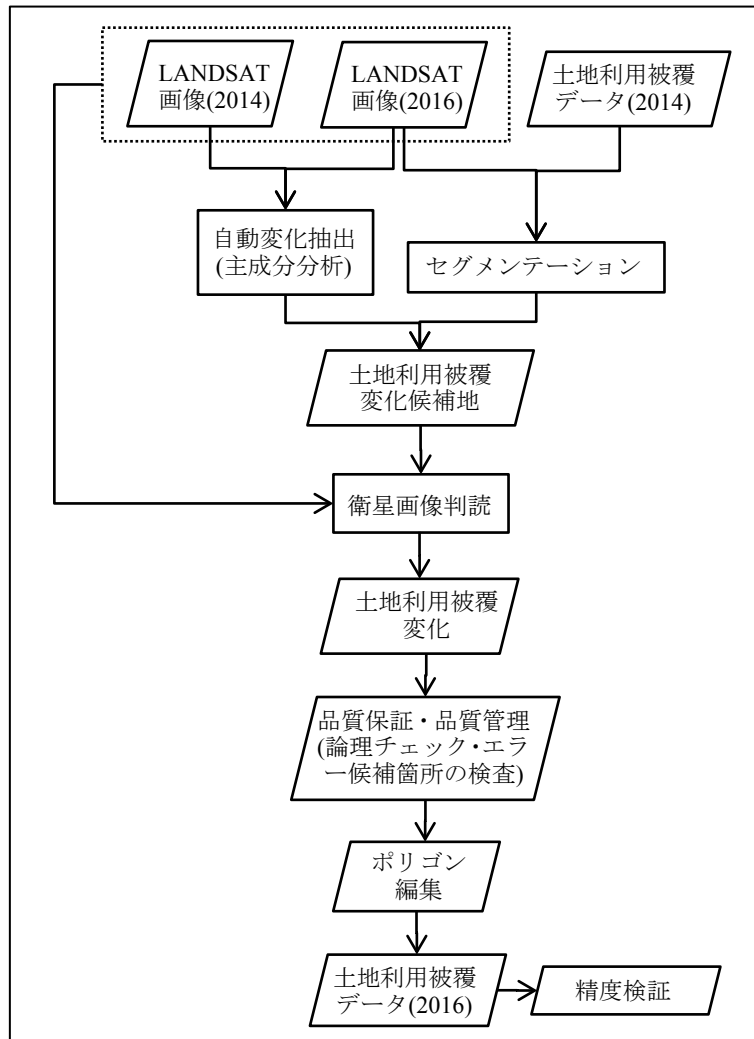 LANDSAT
画像(2014)
LANDSAT
画像(2016)
土地利用被覆
データ(2014)
自動変化抽出
(主成分分析)
セグメンテーション
土地利用被覆
変化候補地
衛星画像判読
土地利用被覆
変化
品質保証・品質管理
(論理チェック・エラ
ー候補箇所の検査)
ポリゴン
編集
土地利用被覆
データ(2016)
精度検証